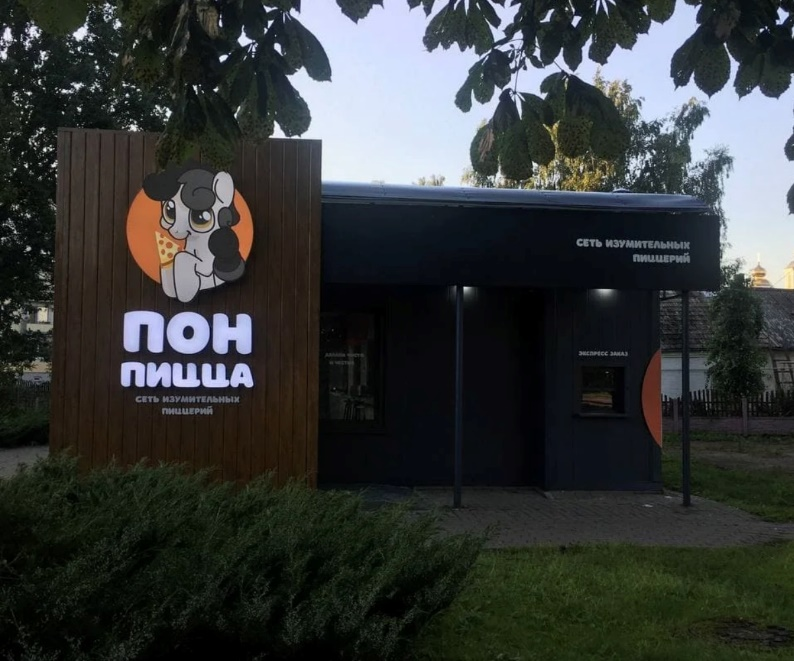 ПОН
ПИЦЦА
СЕТЬ ИЗУМИТЕЛЬНЫХ
ПИЦЦЕРИЙ
СЕТЬ ИЗУМИТЕЛЬНЫХ
ПИЦЦЕРИЙ
ЭКСПРЕСС ЗАКАЗ